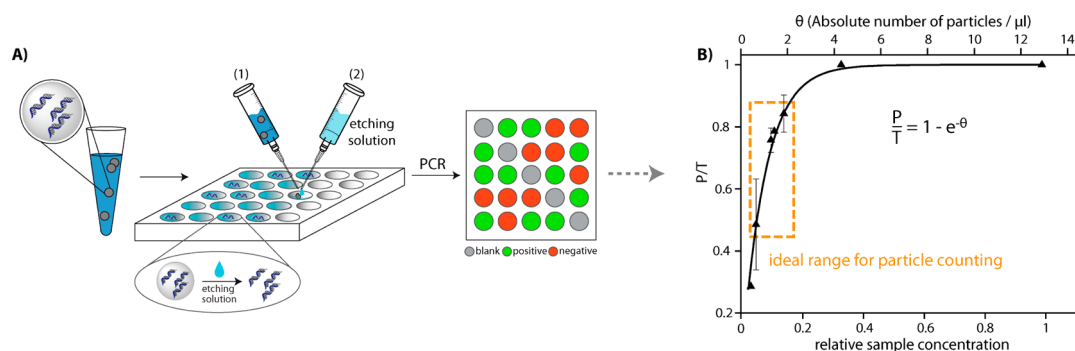 A)
(1)
(2)
etching
solution
PCR
etching
solution
blank
positive
negative
B)
θ (Absolute number of particles / µl)
0 2 4 6 8 10 12 14
1
0.8
0.6
0.4
0.2
P/T
P
T
= 1 - e-θ
ideal range for particle counting
0 0.2 0.4 0.6 0.8 1
relative sample concentration